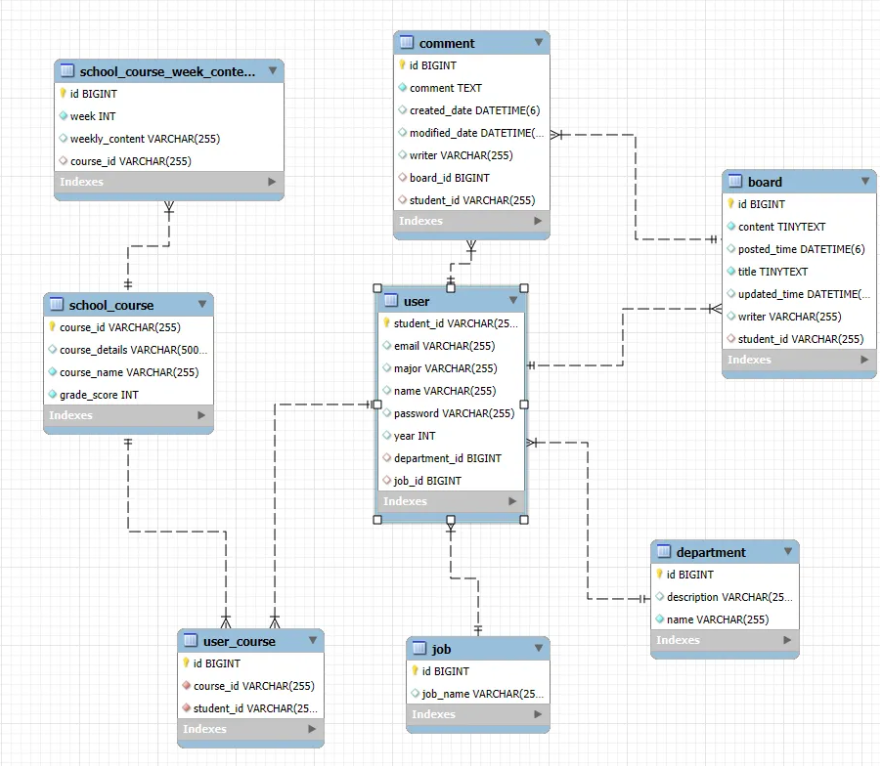 school_course_week_conte...
id BIGINT
week INT
weekly_content VARCHAR(255)
course_id VARCHAR(255)
Indexes
comment
id BIGINT
comment TEXT
created_date DATETIME(6)
modified_date DATETIME(...
writer VARCHAR(255)
board_id BIGINT
student_id VARCHAR(255)
Indexes
board
id BIGINT
content TINYTEXT
posted_time DATETIME(6)
title TINYTEXT
updated_time DATETIME(...
writer VARCHAR(255)
student_id VARCHAR(255)
Indexes
school_course
course_id VARCHAR(255)
course_details VARCHAR(500...
course_name VARCHAR(255)
grade_score INT
Indexes
user
student_id VARCHAR(25...
email VARCHAR(255)
major VARCHAR(255)
name VARCHAR(255)
password VARCHAR(255)
year INT
department_id BIGINT
job_id BIGINT
Indexes
department
id BIGINT
description VARCHAR(25...
name VARCHAR(255)
Indexes
user_course
id BIGINT
course_id VARCHAR(255)
student_id VARCHAR(25...
Indexes
job
id BIGINT
job_name VARCHAR(25...
Indexes